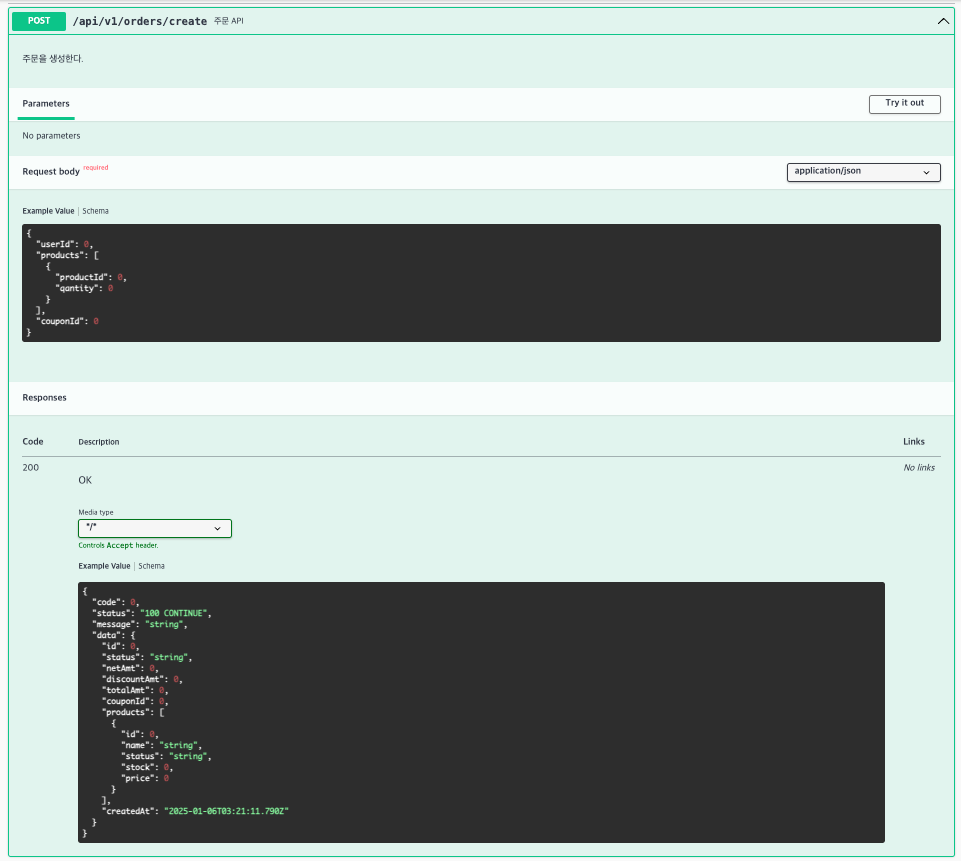 POST /api/v1/orders/create 주문 API
주문을 생성한다.
Parameters Try it out
No parameters
Request body required application/json
Example Value | Schema
{
  "userId": 0,
  "products": [
    {
      "productId": 0,
      "qantity": 0
    }
  ],
  "couponId": 0
}
Responses
Code Description Links
200 No links
OK
Media type
*/*
Controls Accept header.
Example Value | Schema
{
  "code": 0,
  "status": "100 CONTINUE",
  "message": "string",
  "data": {
    "id": 0,
    "status": "string",
    "netAmt": 0,
    "discountAmt": 0,
    "totalAmt": 0,
    "couponId": 0,
    "products": [
      {
        "id": 0,
        "name": "string",
        "status": "string",
        "stock": 0,
        "price": 0
      }
    ],
    "createdAt": "2025-01-06T03:21:11.790Z"
  }
}